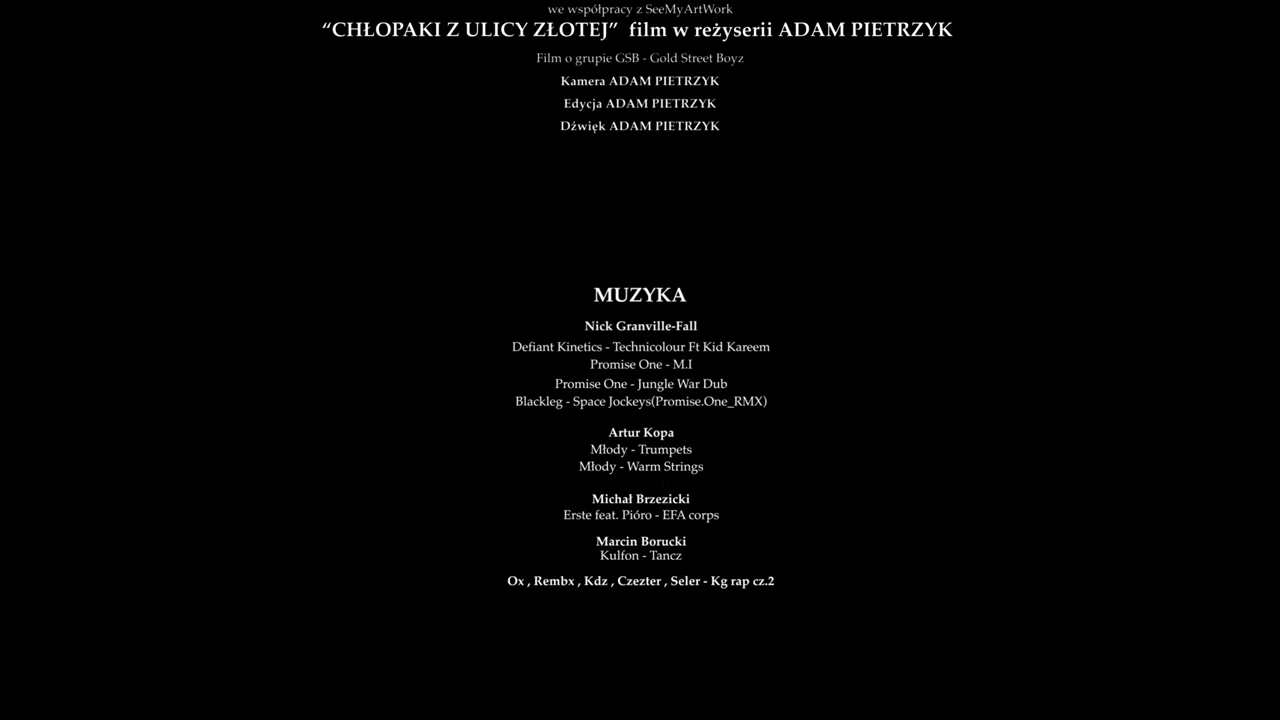 we współpracy z SeeMyArtWork
“CHŁOPAKI Z ULICY ZŁOTEJ” film w reżyserii ADAM PIETRZYK
Film o grupie GSB - Gold Street Boyz
Kamera ADAM PIETRZYK
Edycja ADAM PIETRZYK
Dźwięk ADAM PIETRZYK
MUZYKA
Nick Granville-Fall
Defiant Kinetics - Technicolour Ft Kid Kareem
Promise One - M.I
Promise One - Jungle War Dub
Blackleg - Space Jockeys(Promise.One_RMX)
Artur Kopa
Młody - Trumpets
Młody - Warm Strings
Michał Brzezicki
Erste feat. Pióro - EFA corps
Marcin Borucki
Kulfon - Tancz
Ox , Rembx , Kdz , Czezter , Seler - Kg rap cz.2